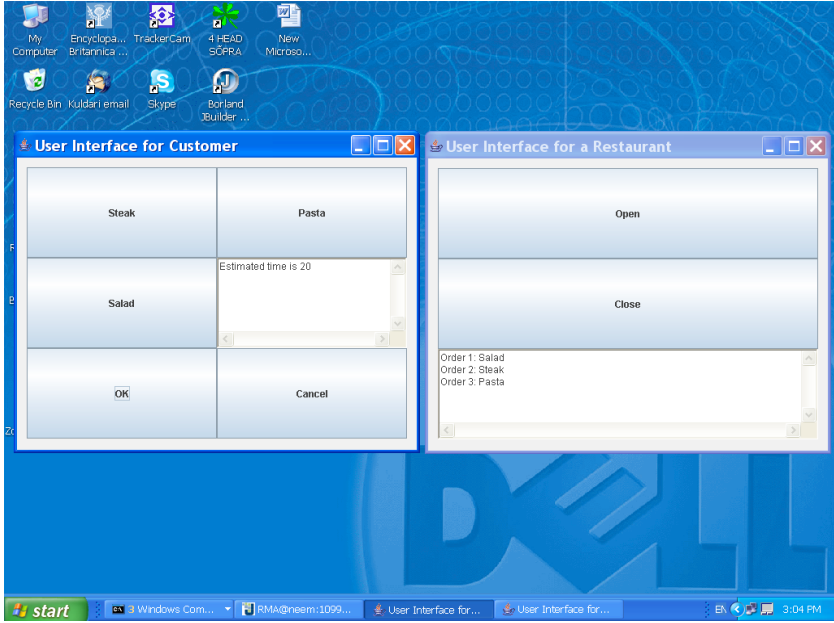 My Computer
Encyclopa... Britannica ...
TrackerCam
4 HEAD SÕPRA
New Microso...
Recycle Bin
Kuldari email
Skype
Borland JBuilder ...
User Interface for Customer
Steak
Pasta
Salad
Estimated time is 20
OK
Cancel
User Interface for a Restaurant
Open
Close
Order 1: Salad
Order 2: Steak
Order 3: Pasta
DELL
start
3 Windows Com...
RMA@neem:1099...
User Interface for...
User Interface for...
EN
3:04 PM